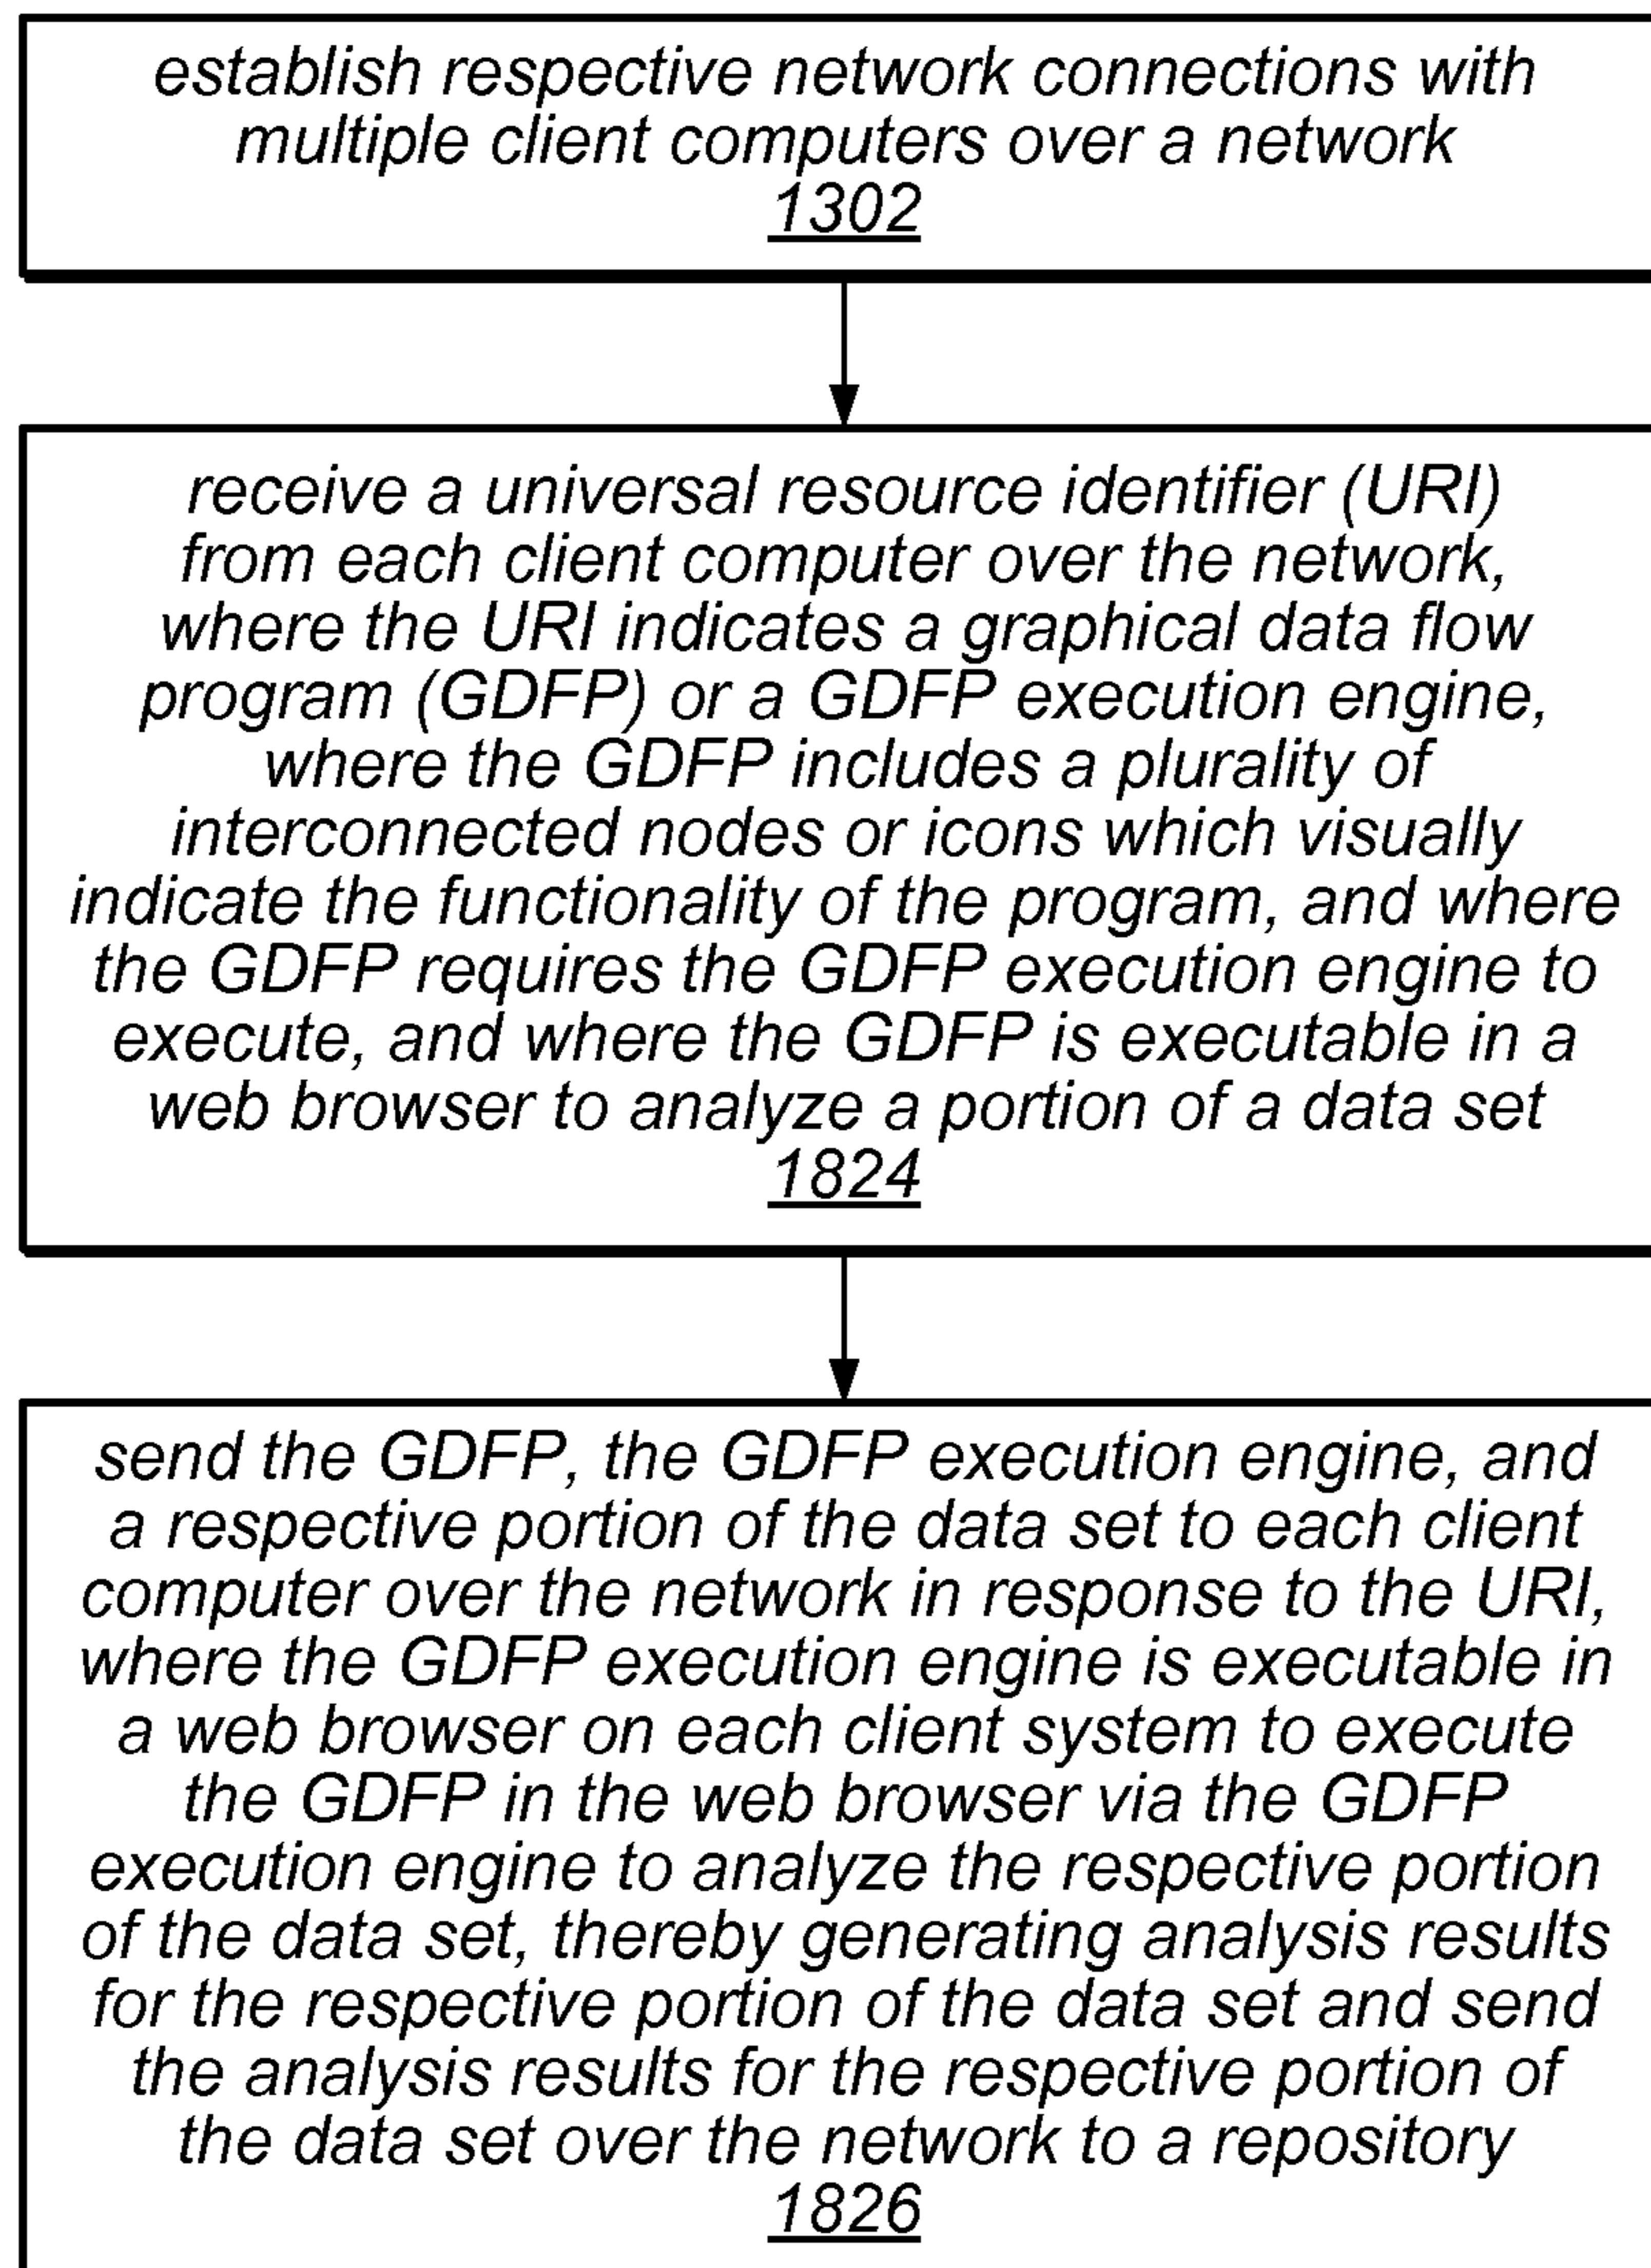 establish respective network connections with
multiple client computers over a network
1302
receive a universal resource identifier (URI)
from each client computer over the network,
where the URI indicates a graphical data flow
program (GDFP) or a GDFP execution engine,
where the GDFP includes a plurality of
interconnected nodes or icons which visually
indicate the functionality of the program, and where
the GDFP requires the GDFP execution engine to
execute, and where the GDFP is executable in a
web browser to analyze a portion of a data set
1824
send the GDFP, the GDFP execution engine, and
a respective portion of the data set to each client
computer over the network in response to the URI,
where the GDFP execution engine is executable in
a web browser on each client system to execute
the GDFP in the web browser via the GDFP
execution engine to analyze the respective portion
of the data set, thereby generating analysis results
for the respective portion of the data set and send
the analysis results for the respective portion of
the data set over the network to a repository
1826